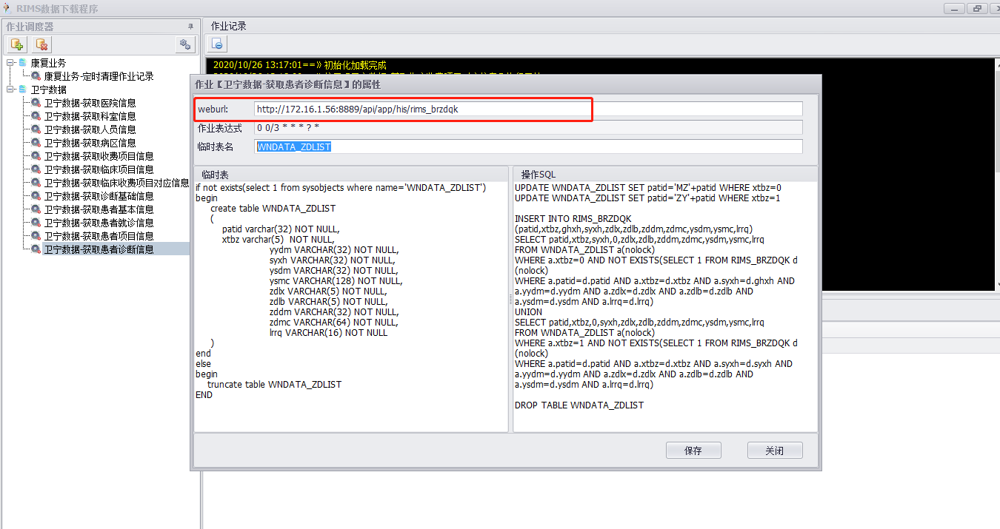 RIMS数据下载程序
作业调度器
作业记录
康复业务
康复业务-定时清理作业记录
卫宁数据
卫宁数据-获取医院信息
卫宁数据-获取科室信息
卫宁数据-获取人员信息
卫宁数据-获取病区信息
卫宁数据-获取收费项目信息
卫宁数据-获取临床项目信息
卫宁数据-获取临床收费项目对应信息
卫宁数据-获取诊断基础信息
卫宁数据-获取患者基本信息
卫宁数据-获取患者就诊信息
卫宁数据-获取患者项目信息
卫宁数据-获取患者诊断信息
2020/10/26 13:17:01==》初始化加载完成
作业【卫宁数据-获取患者诊断信息】的属性
weburl: http://172.16.1.56:8889/api/app/his/rims_brzdqk
作业表达式 0 0/3 * * * ? *
临时表名 WNDATA_ZDLIST
临时表
if not exists(select 1 from sysobjects where name='WNDATA_ZDLIST')
begin
create table WNDATA_ZDLIST
(
patid varchar(32) NOT NULL,
xtbz varchar(5) NOT NULL,
yydm VARCHAR(32) NOT NULL,
syxh VARCHAR(32) NOT NULL,
ysdm VARCHAR(32) NOT NULL,
ysmc VARCHAR(128) NOT NULL,
zdlx VARCHAR(5) NOT NULL,
zdlb VARCHAR(5) NOT NULL,
zddm VARCHAR(32) NOT NULL,
zdmc VARCHAR(64) NOT NULL,
lrrq VARCHAR(16) NOT NULL
)
end
else
begin
truncate table WNDATA_ZDLIST
END
操作SQL
UPDATE WNDATA_ZDLIST SET patid='MZ'+patid WHERE xtbz=0
UPDATE WNDATA_ZDLIST SET patid='ZY'+patid WHERE xtbz=1
INSERT INTO RIMS_BRZDQK
(patid,xtbz,ghxh,syxh,zdlx,zdlb,zddm,zdmc,ysdm,ysmc,lrrq)
SELECT patid,xtbz,syxh,0,zdlx,zdlb,zddm,zdmc,ysdm,ysmc,lrrq
FROM WNDATA_ZDLIST a(nolock)
WHERE a.xtbz=0 AND NOT EXISTS(SELECT 1 FROM RIMS_BRZDQK d
(nolock)
WHERE a.patid=d.patid AND a.xtbz=d.xtbz AND a.syxh=d.ghxh AND
a.yydm=d.yydm AND a.zdlx=d.zdlx AND a.zdlb=d.zdlb AND
a.ysdm=d.ysdm AND a.lrrq=d.lrrq)
UNION
SELECT patid,xtbz,0,syxh,zdlx,zdlb,zddm,zdmc,ysdm,ysmc,lrrq
FROM WNDATA_ZDLIST a(nolock)
WHERE a.xtbz=1 AND NOT EXISTS(SELECT 1 FROM RIMS_BRZDQK d
(nolock)
WHERE a.patid=d.patid AND a.xtbz=d.xtbz AND a.syxh=d.syxh AND
a.yydm=d.yydm AND a.zdlx=d.zdlx AND a.zdlb=d.zdlb AND
a.ysdm=d.ysdm AND a.lrrq=d.lrrq)
DROP TABLE WNDATA_ZDLIST
保存
关闭